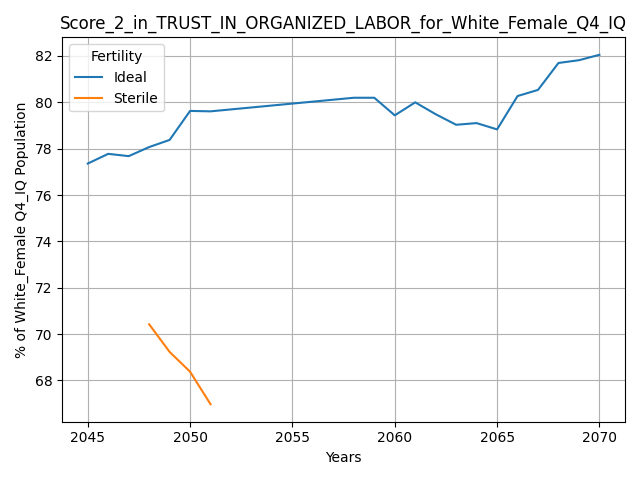 Score_2_in_TRUST_IN_ORGANIZED_LABOR_for_White_Female_Q4_IQ
Fertility
Ideal
Sterile
% of White_Female Q4_IQ Population
82
80
78
76
74
72
70
68
2045
2050
2055
2060
2065
2070
Years